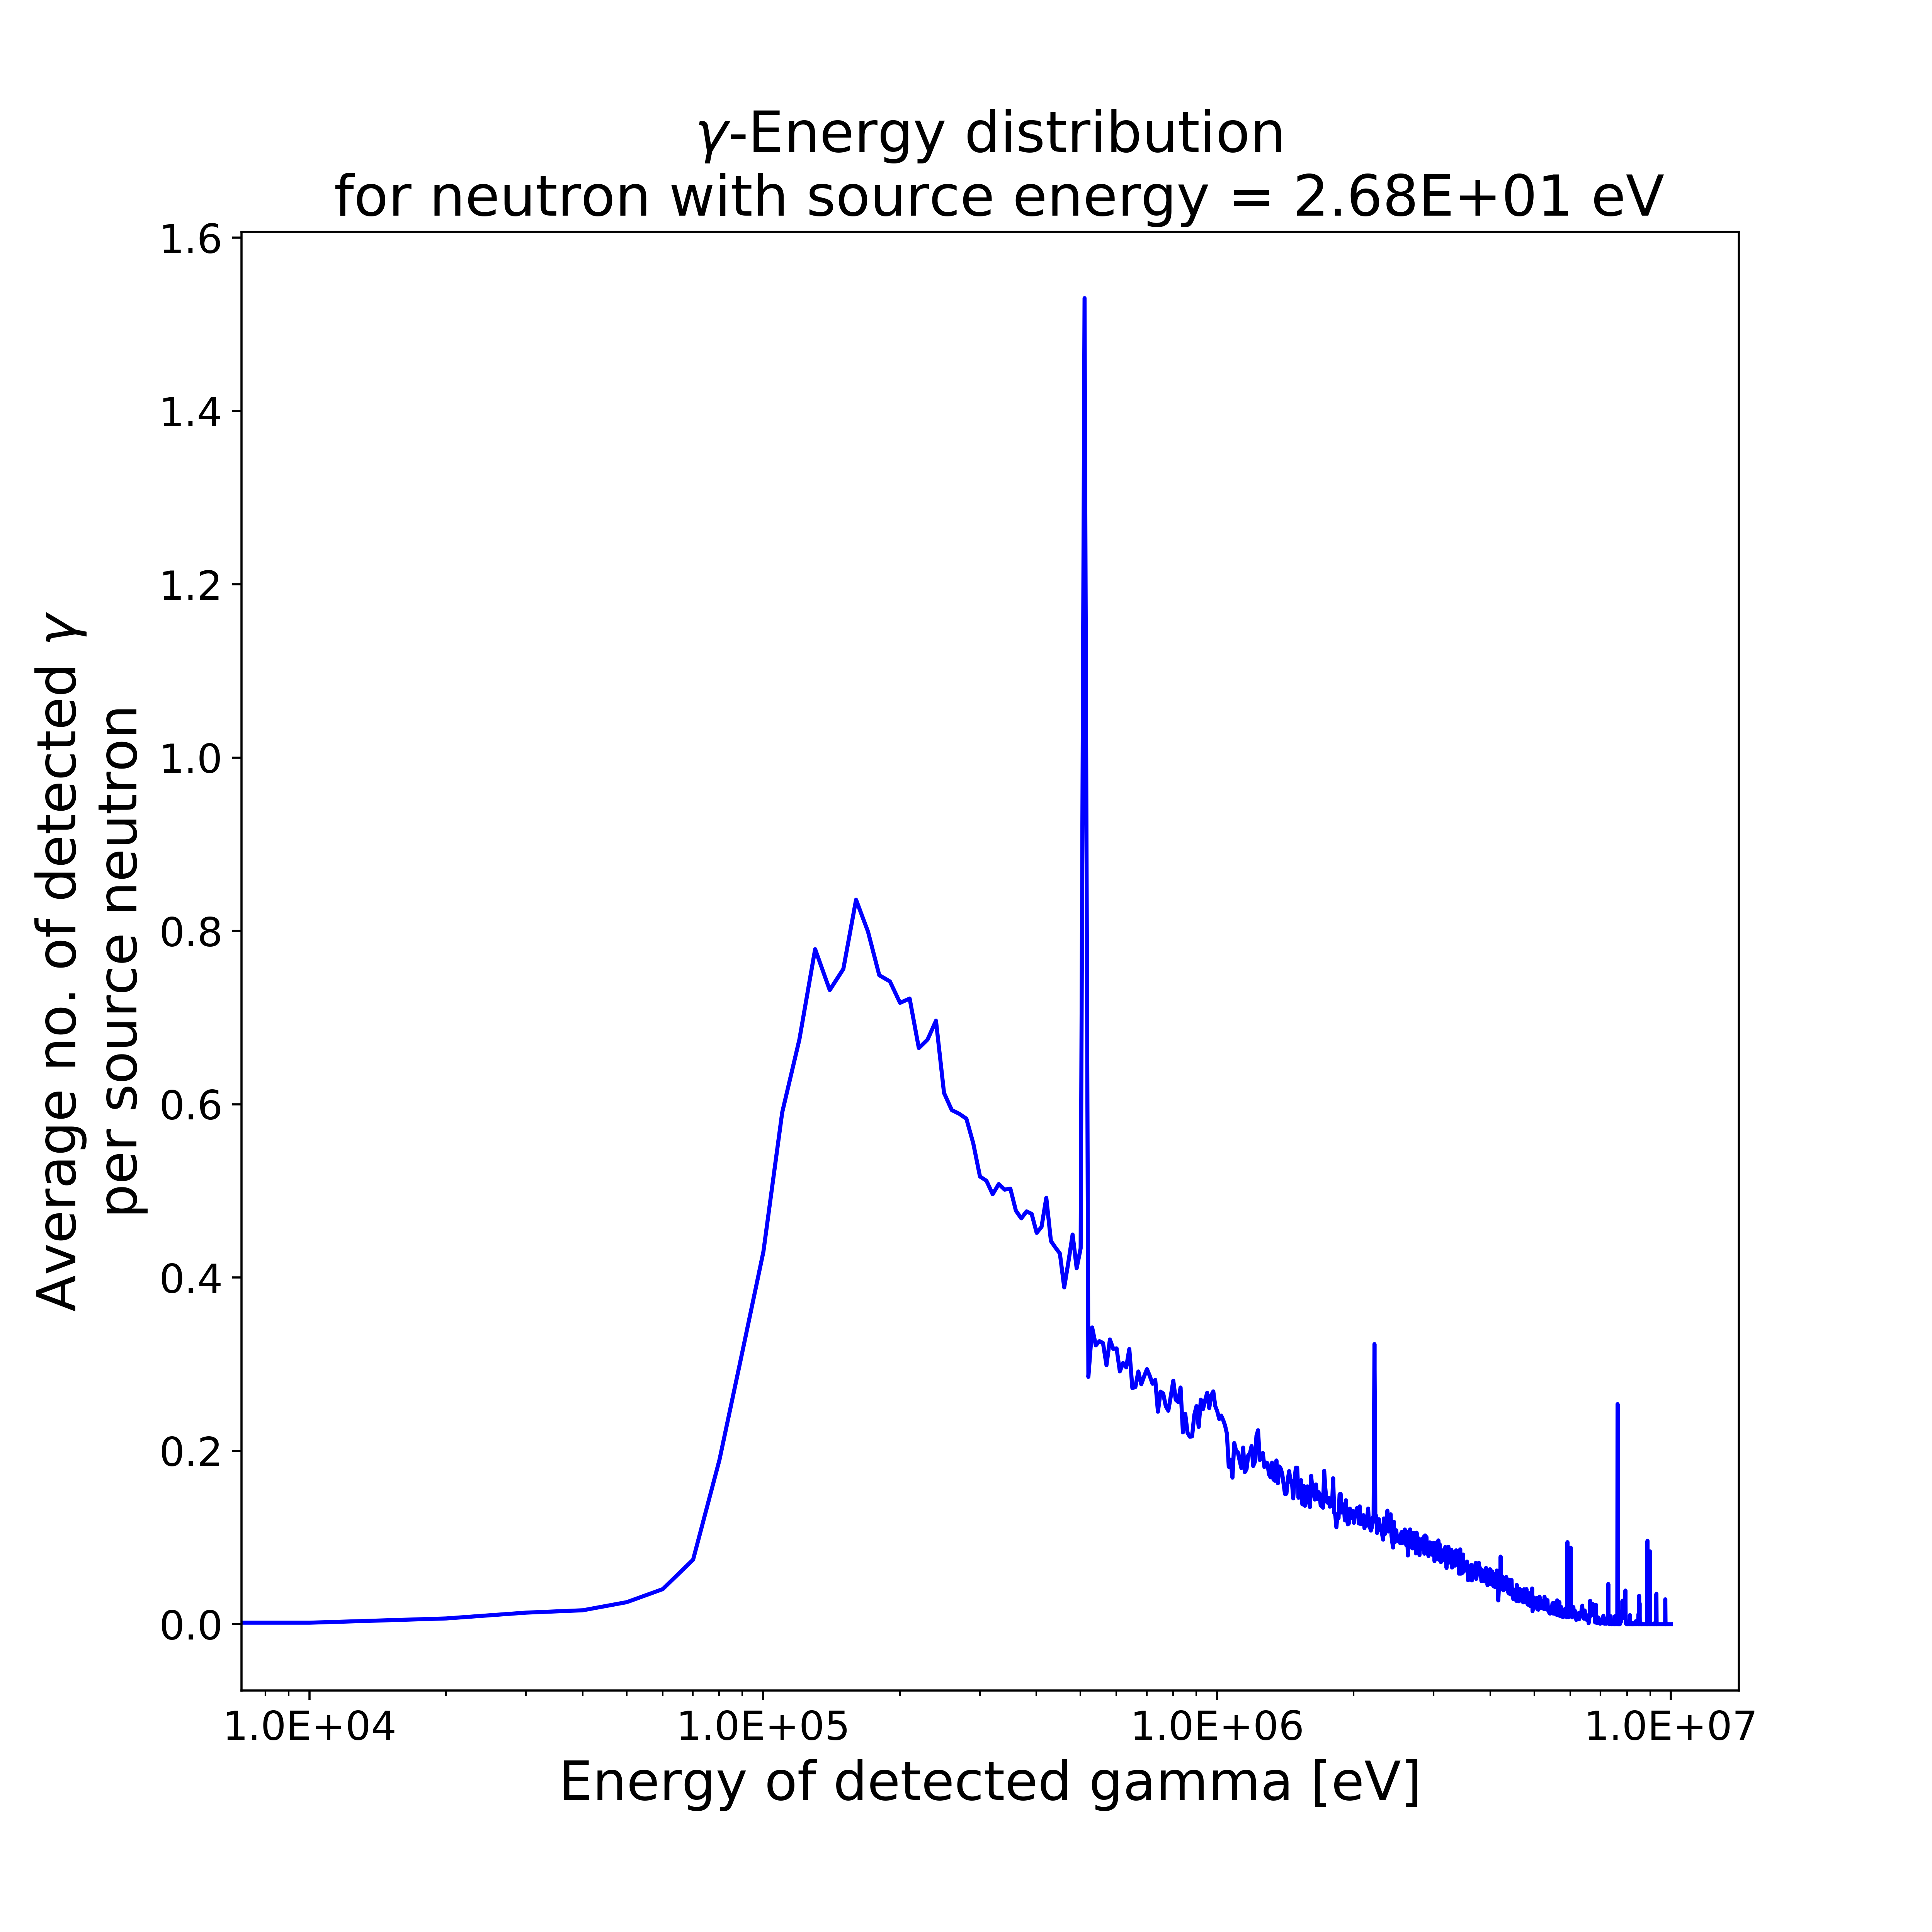 γ-Energy distribution
for neutron with source energy = 2.68E+01 eV
Average no. of detected γ
per source neutron
1.6
1.4
1.2
1.0
0.8
0.6
0.4
0.2
0.0
1.0E+04 1.0E+05 1.0E+06 1.0E+07
Energy of detected gamma [eV]